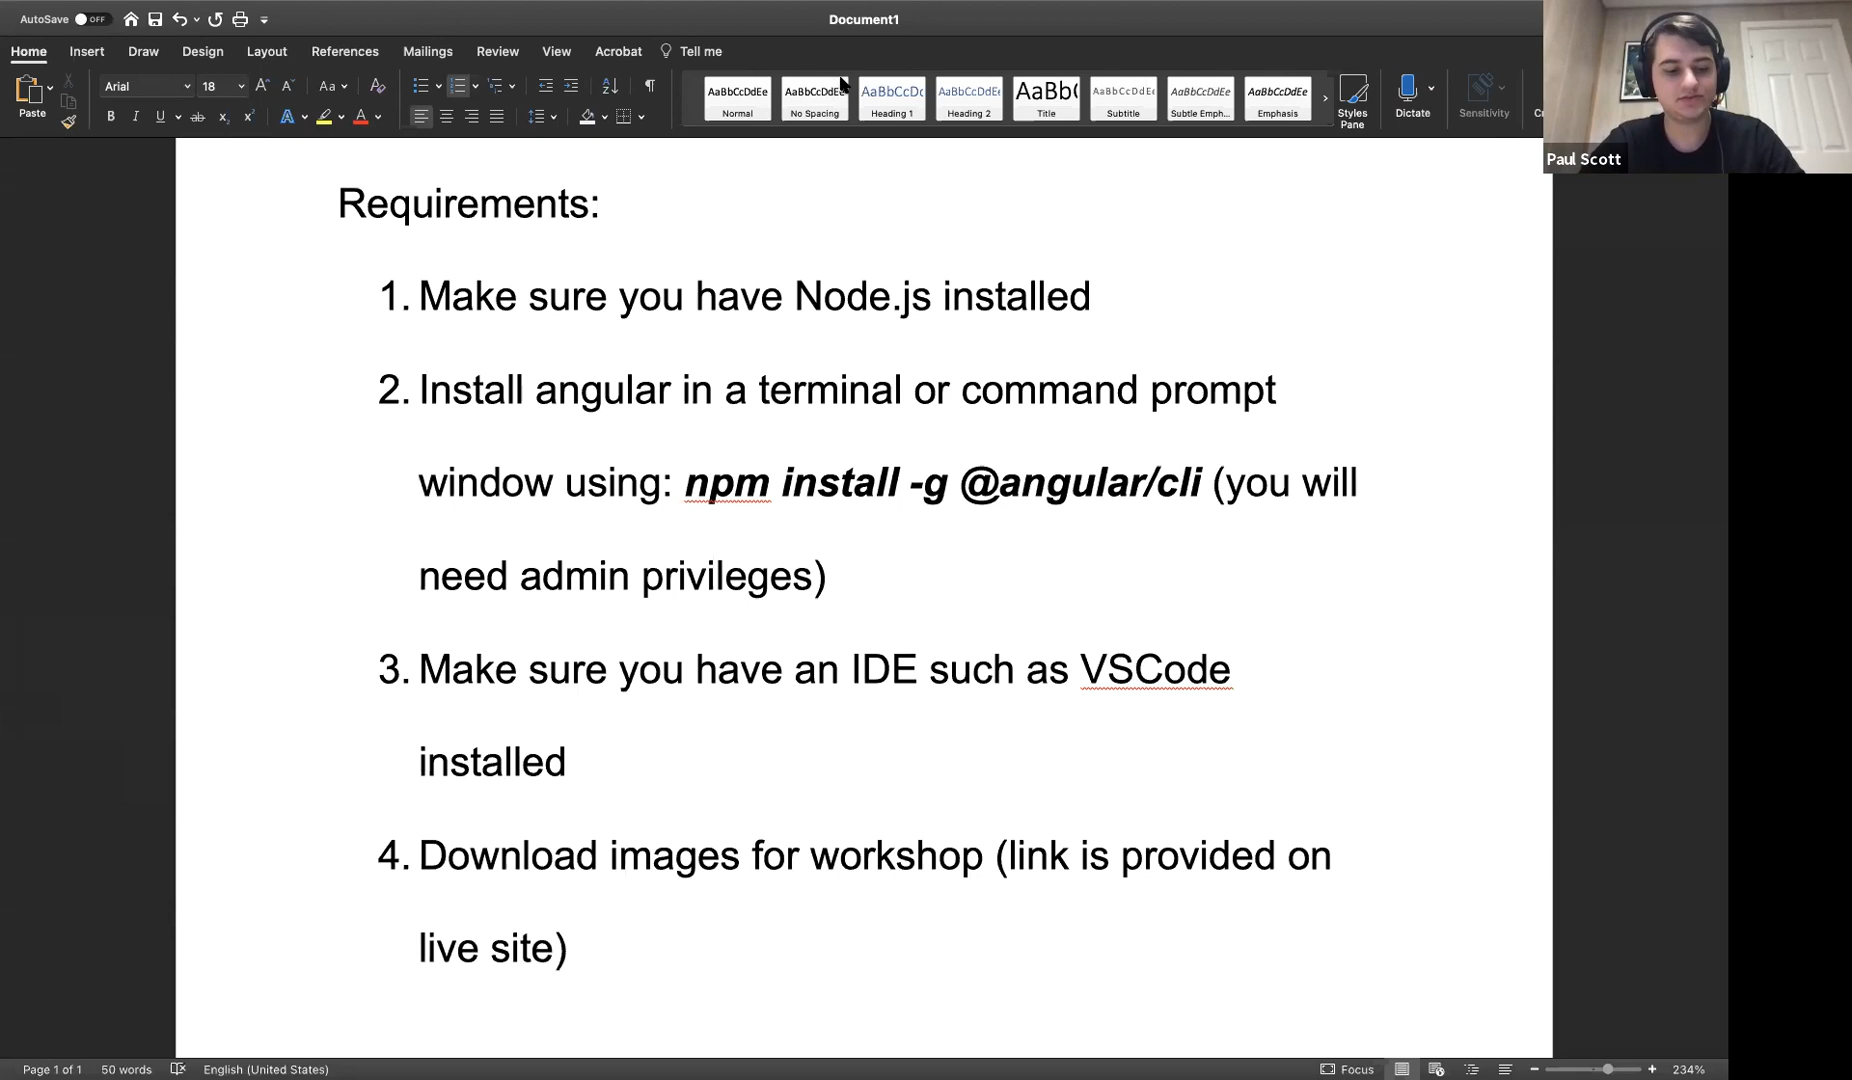 AutoSave OFF Document1
Home Insert Draw Design Layout References Mailings Review View Acrobat Tell me
Paste Arial 18 Aa
AaBbCcDdEe AaBbCcDdEe AaBbCcDc AaBbCcDdEe AaBb( AaBbCcDdEe AaBbCcDdEe AaBbCcDdEe
Normal No Spacing Heading 1 Heading 2 Title Subtitle Subtle Emph... Emphasis Styles Pane Dictate Sensitivity
Paul Scott
Requirements:
1. Make sure you have Node.js installed
2. Install angular in a terminal or command prompt
window using: npm install -g @angular/cli (you will
need admin privileges)
3. Make sure you have an IDE such as VSCode
installed
4. Download images for workshop (link is provided on
live site)
Page 1 of 1 50 words English (United States) Focus 234%